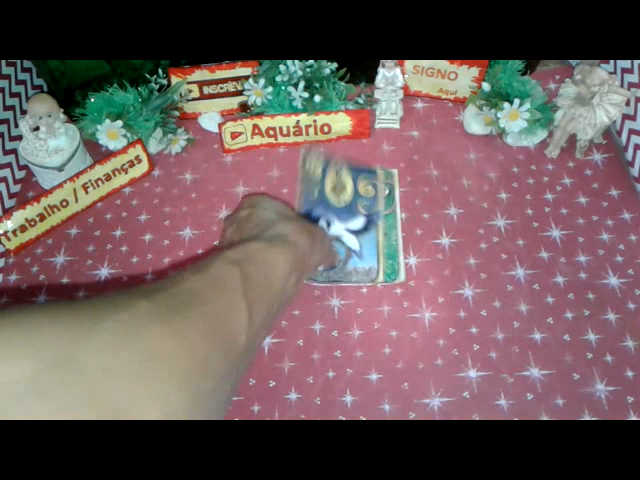 INSCREV
SIGNO
Aqui
Aquário
Trabalho / Finanças